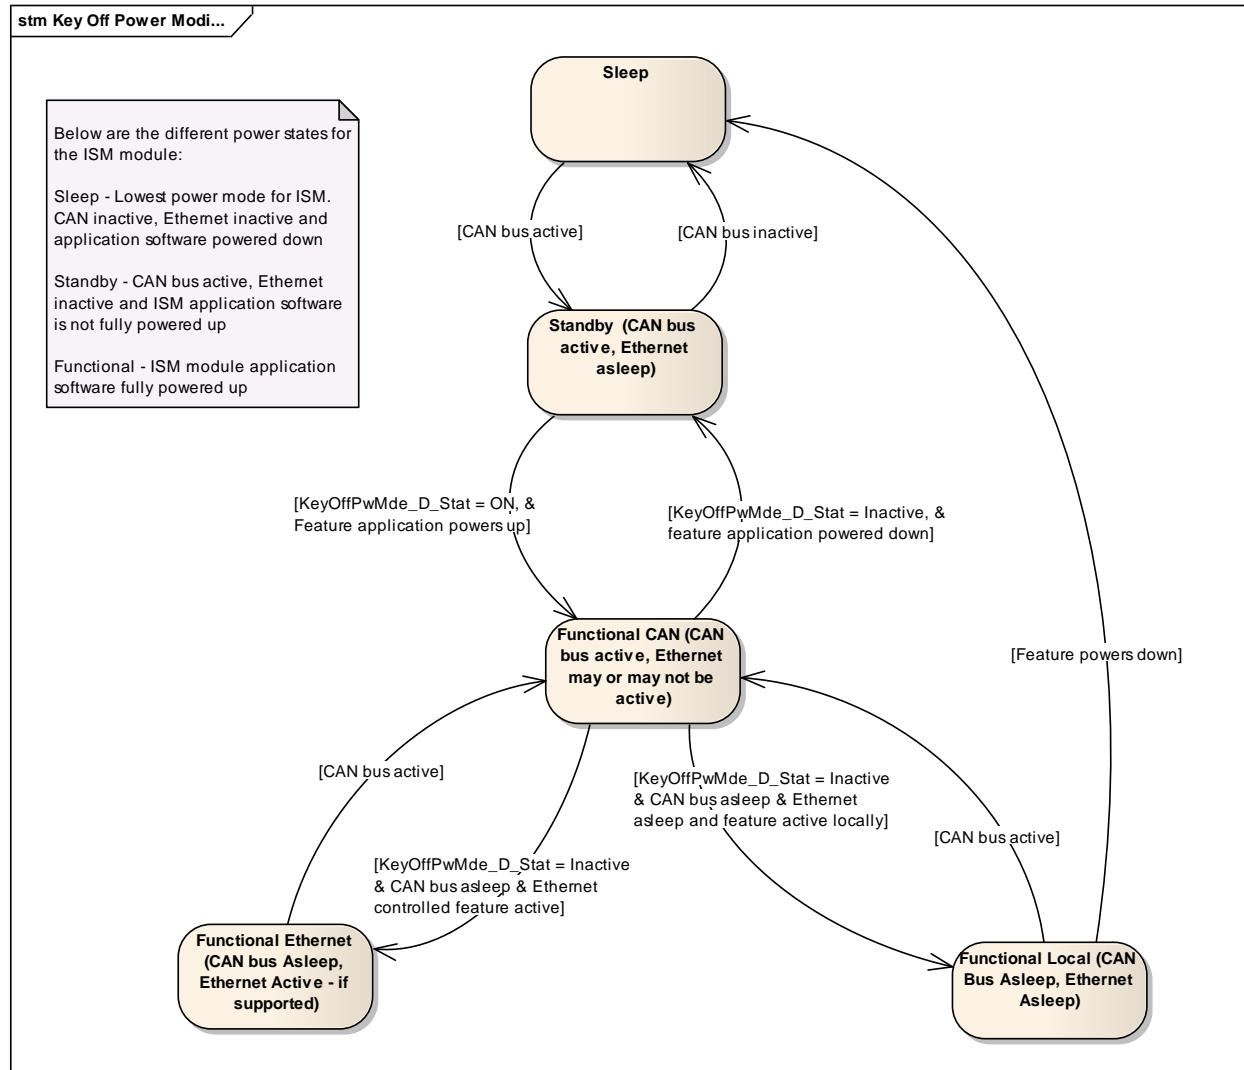 stm Key Off Power Modi...
Below are the different power states for
the ISM module:
Sleep - Lowest power mode for ISM.
CAN inactive, Ethernet inactive and
application software powered down
Standby - CAN bus active, Ethernet
inactive and ISM application software
is not fully powered up
Functional - ISM module application
software fully powered up
Sleep
[CAN bus active]
[CAN bus inactive]
Standby (CAN bus
active, Ethernet
asleep)
[KeyOffPwMde_D_Stat = ON, &
Feature application powers up]
[KeyOffPwMde_D_Stat = Inactive, &
feature application powered down]
Functional CAN (CAN
bus active, Ethernet
may or may not be
active)
[Feature powers down]
[CAN bus active]
[KeyOffPwMde_D_Stat = Inactive
& CAN bus asleep & Ethernet
asleep and feature active locally]
[CAN bus active]
[KeyOffPwMde_D_Stat = Inactive
& CAN bus asleep & Ethernet
controlled feature active]
Functional Ethernet
(CAN bus Asleep,
Ethernet Active - if
supported)
Functional Local (CAN
Bus Asleep, Ethernet
Asleep)